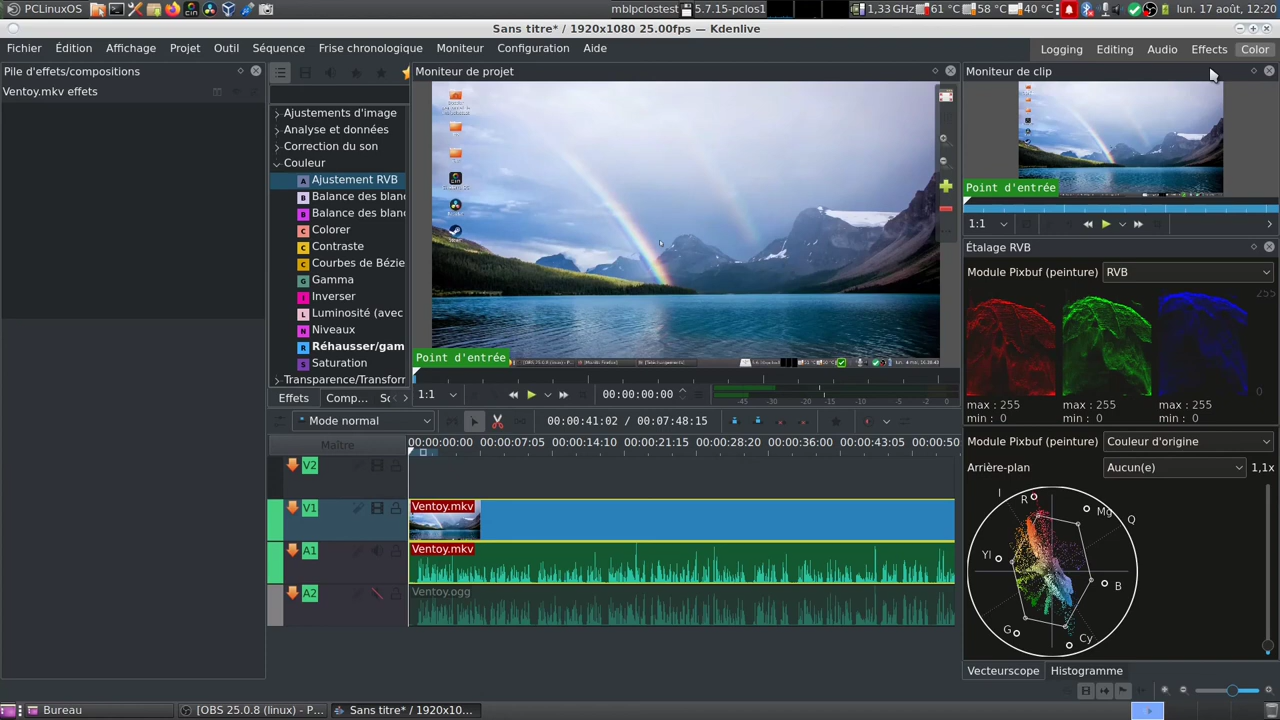 PCLinuxOS
mblpclostest
5.7.15-pclos1
1,33 GHz
61 °C
58 °C
40 °C
lun. 17 août, 12:20
Sans titre* / 1920x1080 25.00fps — Kdenlive
Fichier Édition Affichage Projet Outil Séquence Frise chronologique Moniteur Configuration Aide
Logging Editing Audio Effects Color
Pile d'effets/compositions
Ventoy.mkv effets
Ajustements d'image
Analyse et données
Correction du son
Couleur
A Ajustement RVB
B Balance des blanc
B Balance des blanc
C Colorer
C Contraste
C Courbes de Bézie
G Gamma
I Inverser
L Luminosité (avec
N Niveaux
R Réhausser/gam
S Saturation
Transparence/Transforr
Effets Comp...
Moniteur de projet
Point d'entrée
1:1
00:00:00:00
-45 -30 -20 -15 -10 -5 -2 0
Moniteur de clip
Point d'entrée
1:1
Étalage RVB
Module Pixbuf (peinture) RVB
255
0
max : 255 max : 255 max : 255
min : 0 min : 0 min : 0
Module Pixbuf (peinture) Couleur d'origine
Arrière-plan Aucun(e) 1,1x
I R Mg Q
Yl B
G Cy
Vecteurscope Histogramme
Mode normal
00:00:41:02 / 00:07:48:15
Maître
00:00:00:00 00:00:07:05 00:00:14:10 00:00:21:15 00:00:28:20 00:00:36:00 00:00:43:05 00:00:50
V2
V1
Ventoy.mkv
A1
Ventoy.mkv
A2
Ventoy.ogg
Bureau
[OBS 25.0.8 (linux) - P...
Sans titre* / 1920x10...